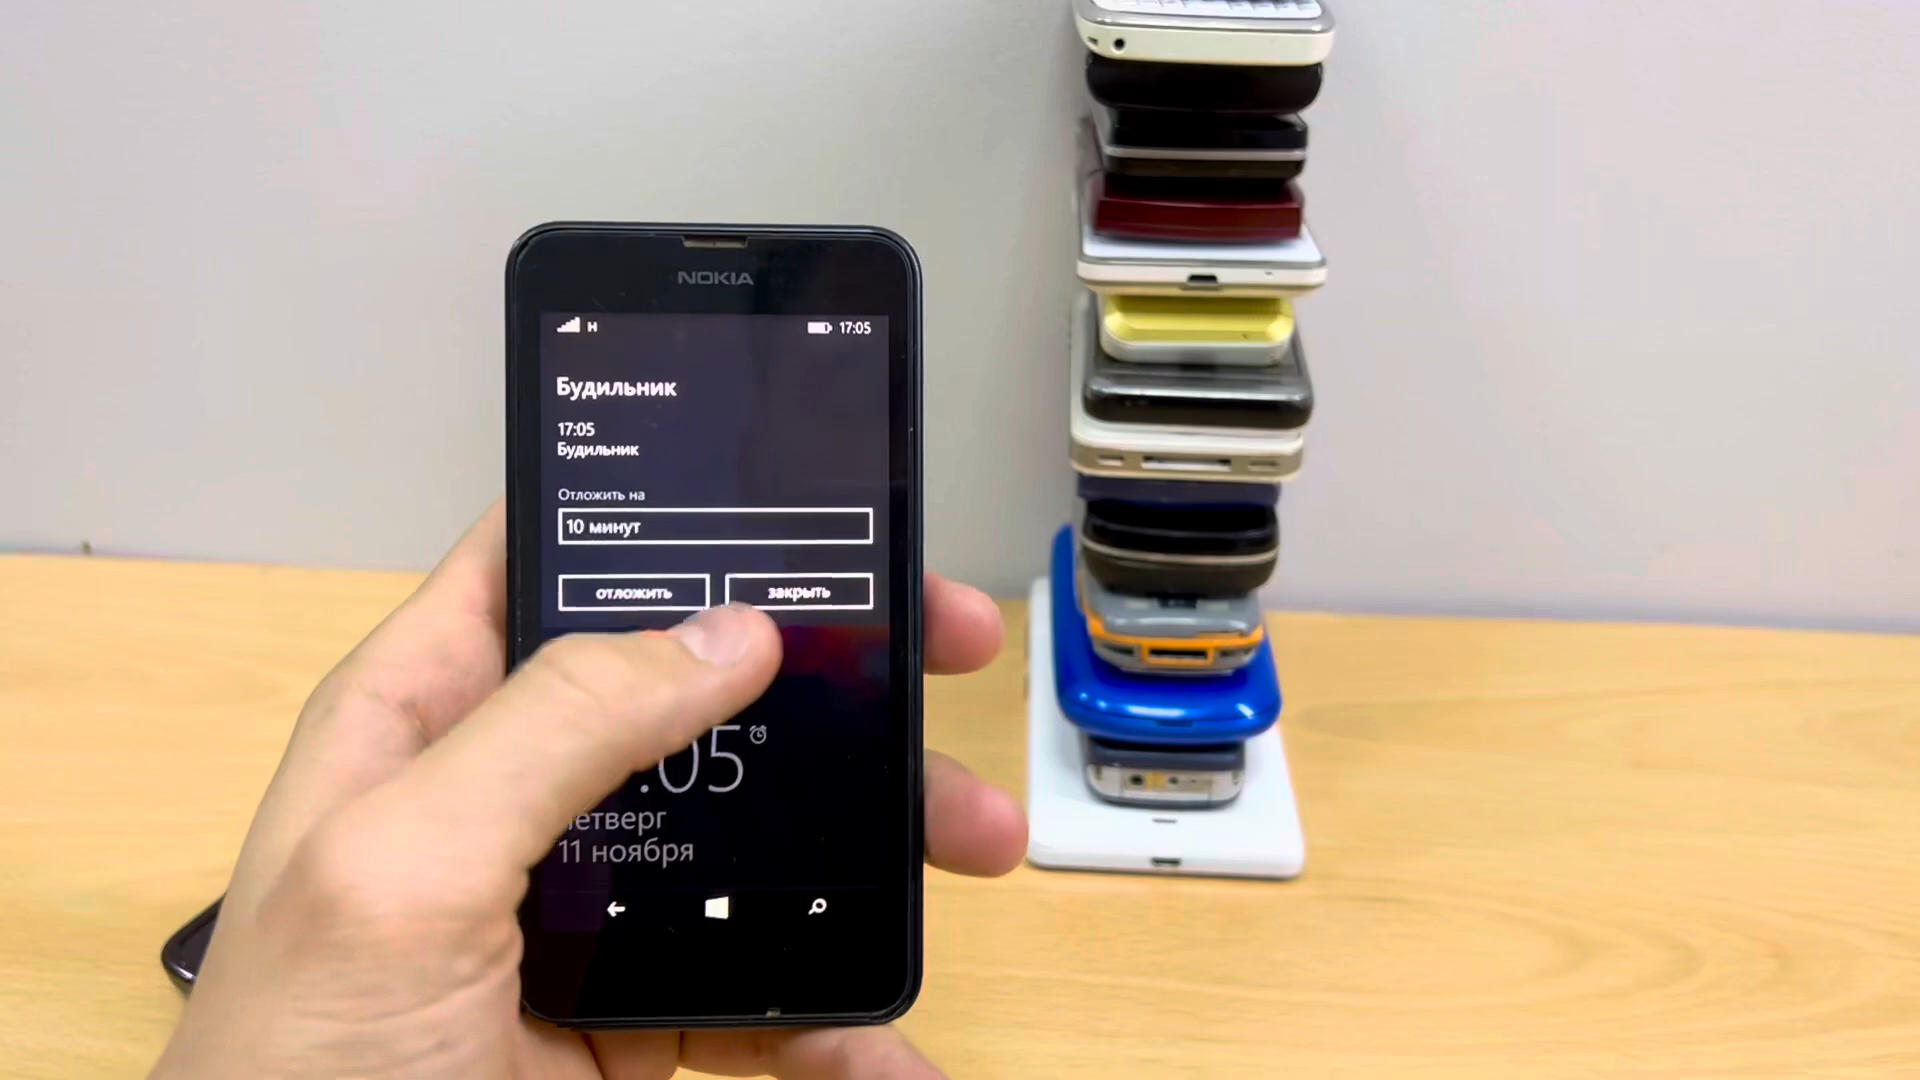 NOKIA
H 17:05
Будильник
17:05
Будильник
Отложить на
10 минут
отложить закрыть
.05
етверг
11 ноября